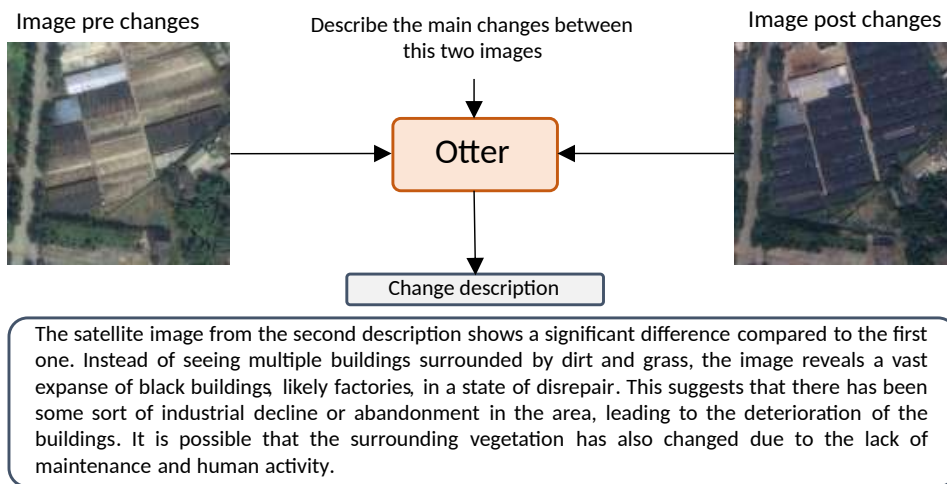 Image pre changes
Describe the main changes between
this two images
Image post changes
Otter
Change description
The satellite image from the second description shows a significant difference compared to the first
one. Instead of seeing multiple buildings surrounded by dirt and grass, the image reveals a vast
expanse of black buildings, likely factories, in a state of disrepair. This suggests that there has been
some sort of industrial decline or abandonment in the area, leading to the deterioration of the
buildings. It is possible that the surrounding vegetation has also changed due to the lack of
maintenance and human activity.